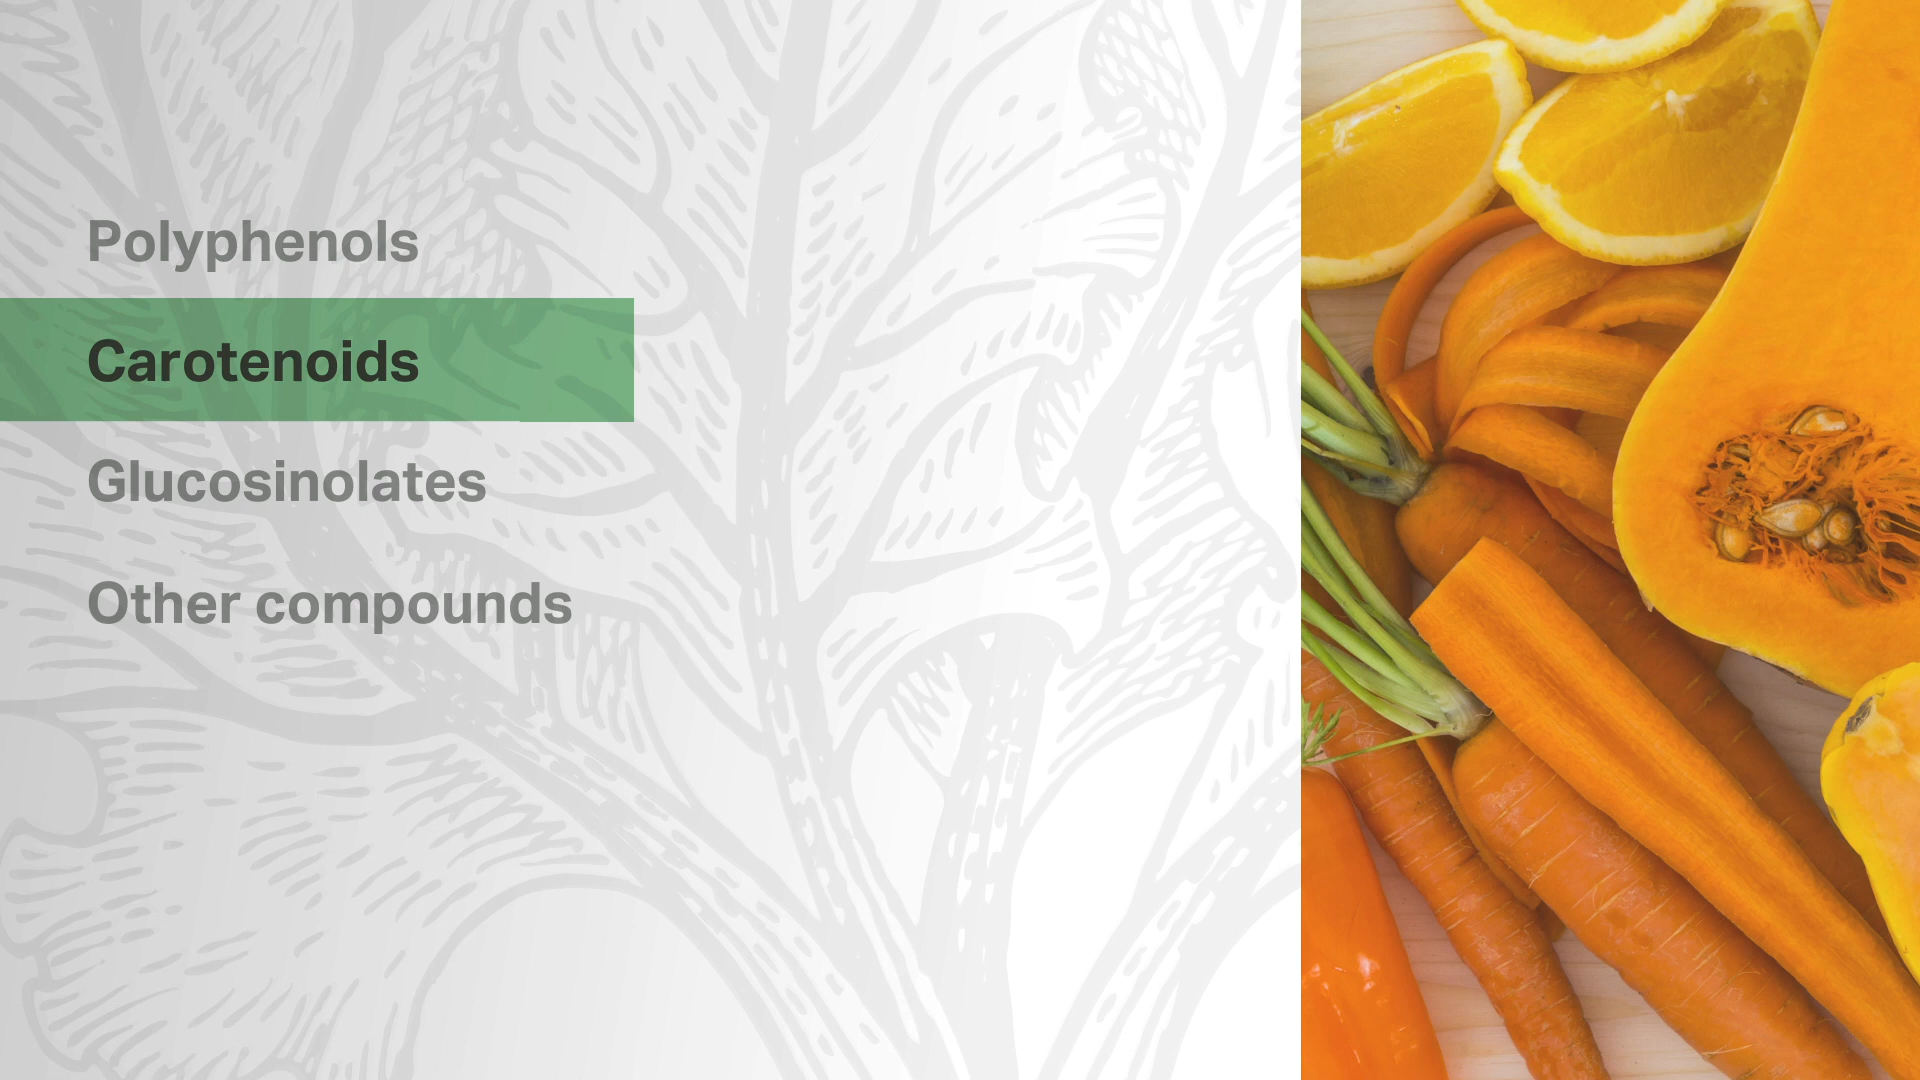 Polyphenols
Carotenoids
Glucosinolates
Other compounds